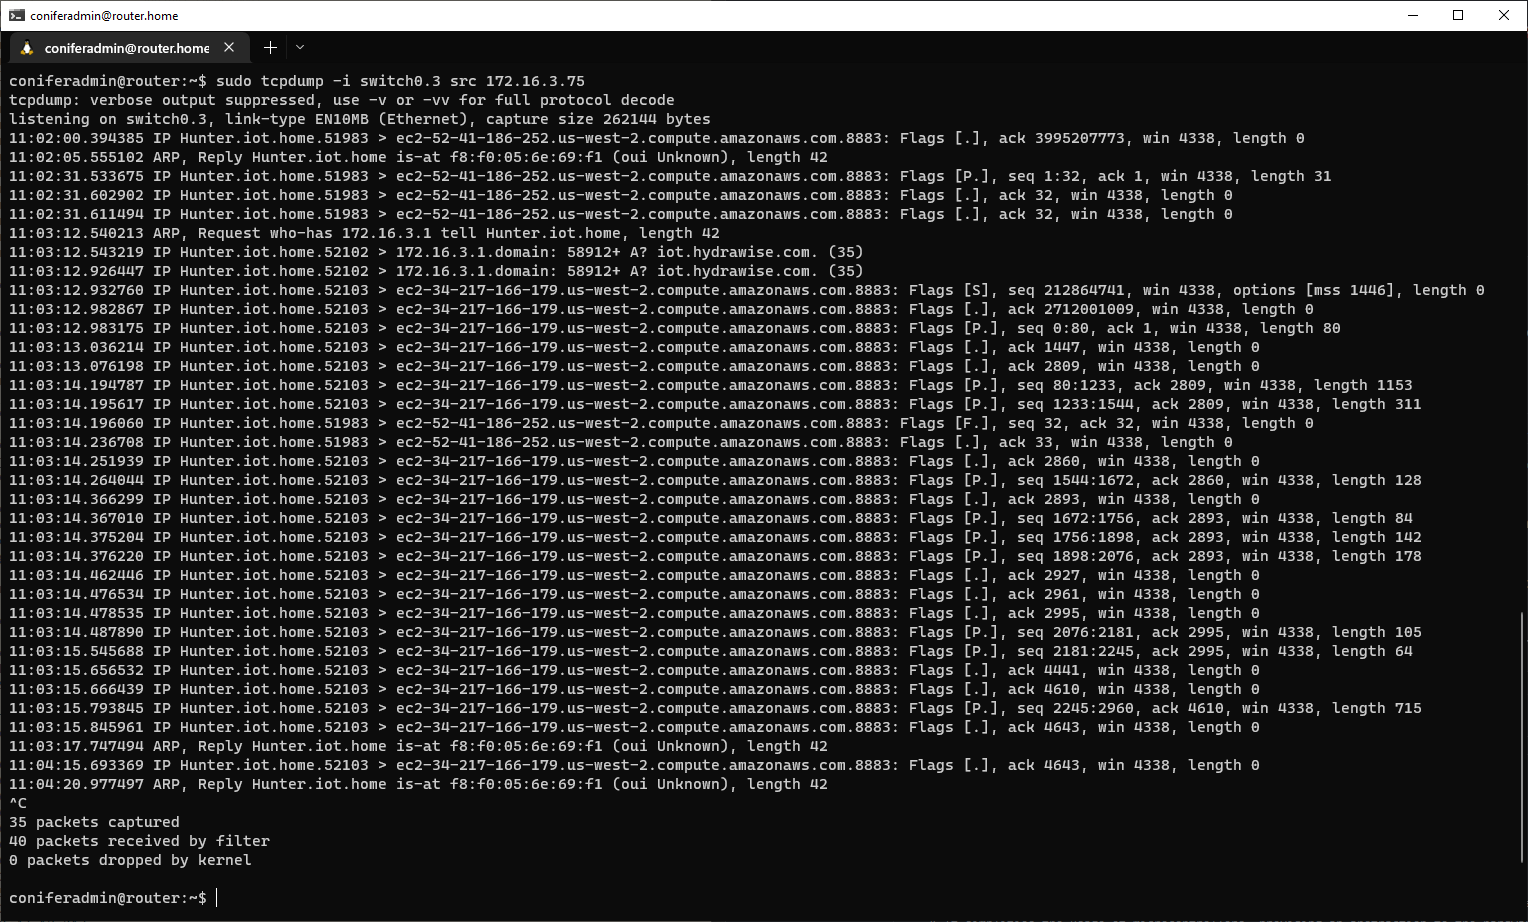 coniferadmin@router.home
coniferadmin@router.home
coniferadmin@router:~$ sudo tcpdump -i switch0.3 src 172.16.3.75
tcpdump: verbose output suppressed, use -v or -vv for full protocol decode
listening on switch0.3, link-type EN10MB (Ethernet), capture size 262144 bytes
11:02:00.394385 IP Hunter.iot.home.51983 > ec2-52-41-186-252.us-west-2.compute.amazonaws.com.8883: Flags [.], ack 3995207773, win 4338, length 0
11:02:05.555102 ARP, Reply Hunter.iot.home is-at f8:f0:05:6e:69:f1 (oui Unknown), length 42
11:02:31.533675 IP Hunter.iot.home.51983 > ec2-52-41-186-252.us-west-2.compute.amazonaws.com.8883: Flags [P.], seq 1:32, ack 1, win 4338, length 31
11:02:31.602902 IP Hunter.iot.home.51983 > ec2-52-41-186-252.us-west-2.compute.amazonaws.com.8883: Flags [.], ack 32, win 4338, length 0
11:02:31.611494 IP Hunter.iot.home.51983 > ec2-52-41-186-252.us-west-2.compute.amazonaws.com.8883: Flags [.], ack 32, win 4338, length 0
11:03:12.540213 ARP, Request who-has 172.16.3.1 tell Hunter.iot.home, length 42
11:03:12.543219 IP Hunter.iot.home.52102 > 172.16.3.1.domain: 58912+ A? iot.hydrawise.com. (35)
11:03:12.926447 IP Hunter.iot.home.52102 > 172.16.3.1.domain: 58912+ A? iot.hydrawise.com. (35)
11:03:12.932760 IP Hunter.iot.home.52103 > ec2-34-217-166-179.us-west-2.compute.amazonaws.com.8883: Flags [S], seq 212864741, win 4338, options [mss 1446], length 0
11:03:12.982867 IP Hunter.iot.home.52103 > ec2-34-217-166-179.us-west-2.compute.amazonaws.com.8883: Flags [.], ack 2712001009, win 4338, length 0
11:03:12.983175 IP Hunter.iot.home.52103 > ec2-34-217-166-179.us-west-2.compute.amazonaws.com.8883: Flags [P.], seq 0:80, ack 1, win 4338, length 80
11:03:13.036214 IP Hunter.iot.home.52103 > ec2-34-217-166-179.us-west-2.compute.amazonaws.com.8883: Flags [.], ack 1447, win 4338, length 0
11:03:13.076198 IP Hunter.iot.home.52103 > ec2-34-217-166-179.us-west-2.compute.amazonaws.com.8883: Flags [.], ack 2809, win 4338, length 0
11:03:14.194787 IP Hunter.iot.home.52103 > ec2-34-217-166-179.us-west-2.compute.amazonaws.com.8883: Flags [P.], seq 80:1233, ack 2809, win 4338, length 1153
11:03:14.195617 IP Hunter.iot.home.52103 > ec2-34-217-166-179.us-west-2.compute.amazonaws.com.8883: Flags [P.], seq 1233:1544, ack 2809, win 4338, length 311
11:03:14.196060 IP Hunter.iot.home.51983 > ec2-52-41-186-252.us-west-2.compute.amazonaws.com.8883: Flags [F.], seq 32, ack 32, win 4338, length 0
11:03:14.236708 IP Hunter.iot.home.51983 > ec2-52-41-186-252.us-west-2.compute.amazonaws.com.8883: Flags [.], ack 33, win 4338, length 0
11:03:14.251939 IP Hunter.iot.home.52103 > ec2-34-217-166-179.us-west-2.compute.amazonaws.com.8883: Flags [.], ack 2860, win 4338, length 0
11:03:14.264044 IP Hunter.iot.home.52103 > ec2-34-217-166-179.us-west-2.compute.amazonaws.com.8883: Flags [P.], seq 1544:1672, ack 2860, win 4338, length 128
11:03:14.366299 IP Hunter.iot.home.52103 > ec2-34-217-166-179.us-west-2.compute.amazonaws.com.8883: Flags [.], ack 2893, win 4338, length 0
11:03:14.367010 IP Hunter.iot.home.52103 > ec2-34-217-166-179.us-west-2.compute.amazonaws.com.8883: Flags [P.], seq 1672:1756, ack 2893, win 4338, length 84
11:03:14.375204 IP Hunter.iot.home.52103 > ec2-34-217-166-179.us-west-2.compute.amazonaws.com.8883: Flags [P.], seq 1756:1898, ack 2893, win 4338, length 142
11:03:14.376220 IP Hunter.iot.home.52103 > ec2-34-217-166-179.us-west-2.compute.amazonaws.com.8883: Flags [P.], seq 1898:2076, ack 2893, win 4338, length 178
11:03:14.462446 IP Hunter.iot.home.52103 > ec2-34-217-166-179.us-west-2.compute.amazonaws.com.8883: Flags [.], ack 2927, win 4338, length 0
11:03:14.476534 IP Hunter.iot.home.52103 > ec2-34-217-166-179.us-west-2.compute.amazonaws.com.8883: Flags [.], ack 2961, win 4338, length 0
11:03:14.478535 IP Hunter.iot.home.52103 > ec2-34-217-166-179.us-west-2.compute.amazonaws.com.8883: Flags [.], ack 2995, win 4338, length 0
11:03:14.487890 IP Hunter.iot.home.52103 > ec2-34-217-166-179.us-west-2.compute.amazonaws.com.8883: Flags [P.], seq 2076:2181, ack 2995, win 4338, length 105
11:03:15.545688 IP Hunter.iot.home.52103 > ec2-34-217-166-179.us-west-2.compute.amazonaws.com.8883: Flags [P.], seq 2181:2245, ack 2995, win 4338, length 64
11:03:15.656532 IP Hunter.iot.home.52103 > ec2-34-217-166-179.us-west-2.compute.amazonaws.com.8883: Flags [.], ack 4441, win 4338, length 0
11:03:15.666439 IP Hunter.iot.home.52103 > ec2-34-217-166-179.us-west-2.compute.amazonaws.com.8883: Flags [.], ack 4610, win 4338, length 0
11:03:15.793845 IP Hunter.iot.home.52103 > ec2-34-217-166-179.us-west-2.compute.amazonaws.com.8883: Flags [P.], seq 2245:2960, ack 4610, win 4338, length 715
11:03:15.845961 IP Hunter.iot.home.52103 > ec2-34-217-166-179.us-west-2.compute.amazonaws.com.8883: Flags [.], ack 4643, win 4338, length 0
11:03:17.747494 ARP, Reply Hunter.iot.home is-at f8:f0:05:6e:69:f1 (oui Unknown), length 42
11:04:15.693369 IP Hunter.iot.home.52103 > ec2-34-217-166-179.us-west-2.compute.amazonaws.com.8883: Flags [.], ack 4643, win 4338, length 0
11:04:20.977497 ARP, Reply Hunter.iot.home is-at f8:f0:05:6e:69:f1 (oui Unknown), length 42
^C
35 packets captured
40 packets received by filter
0 packets dropped by kernel
coniferadmin@router:~$